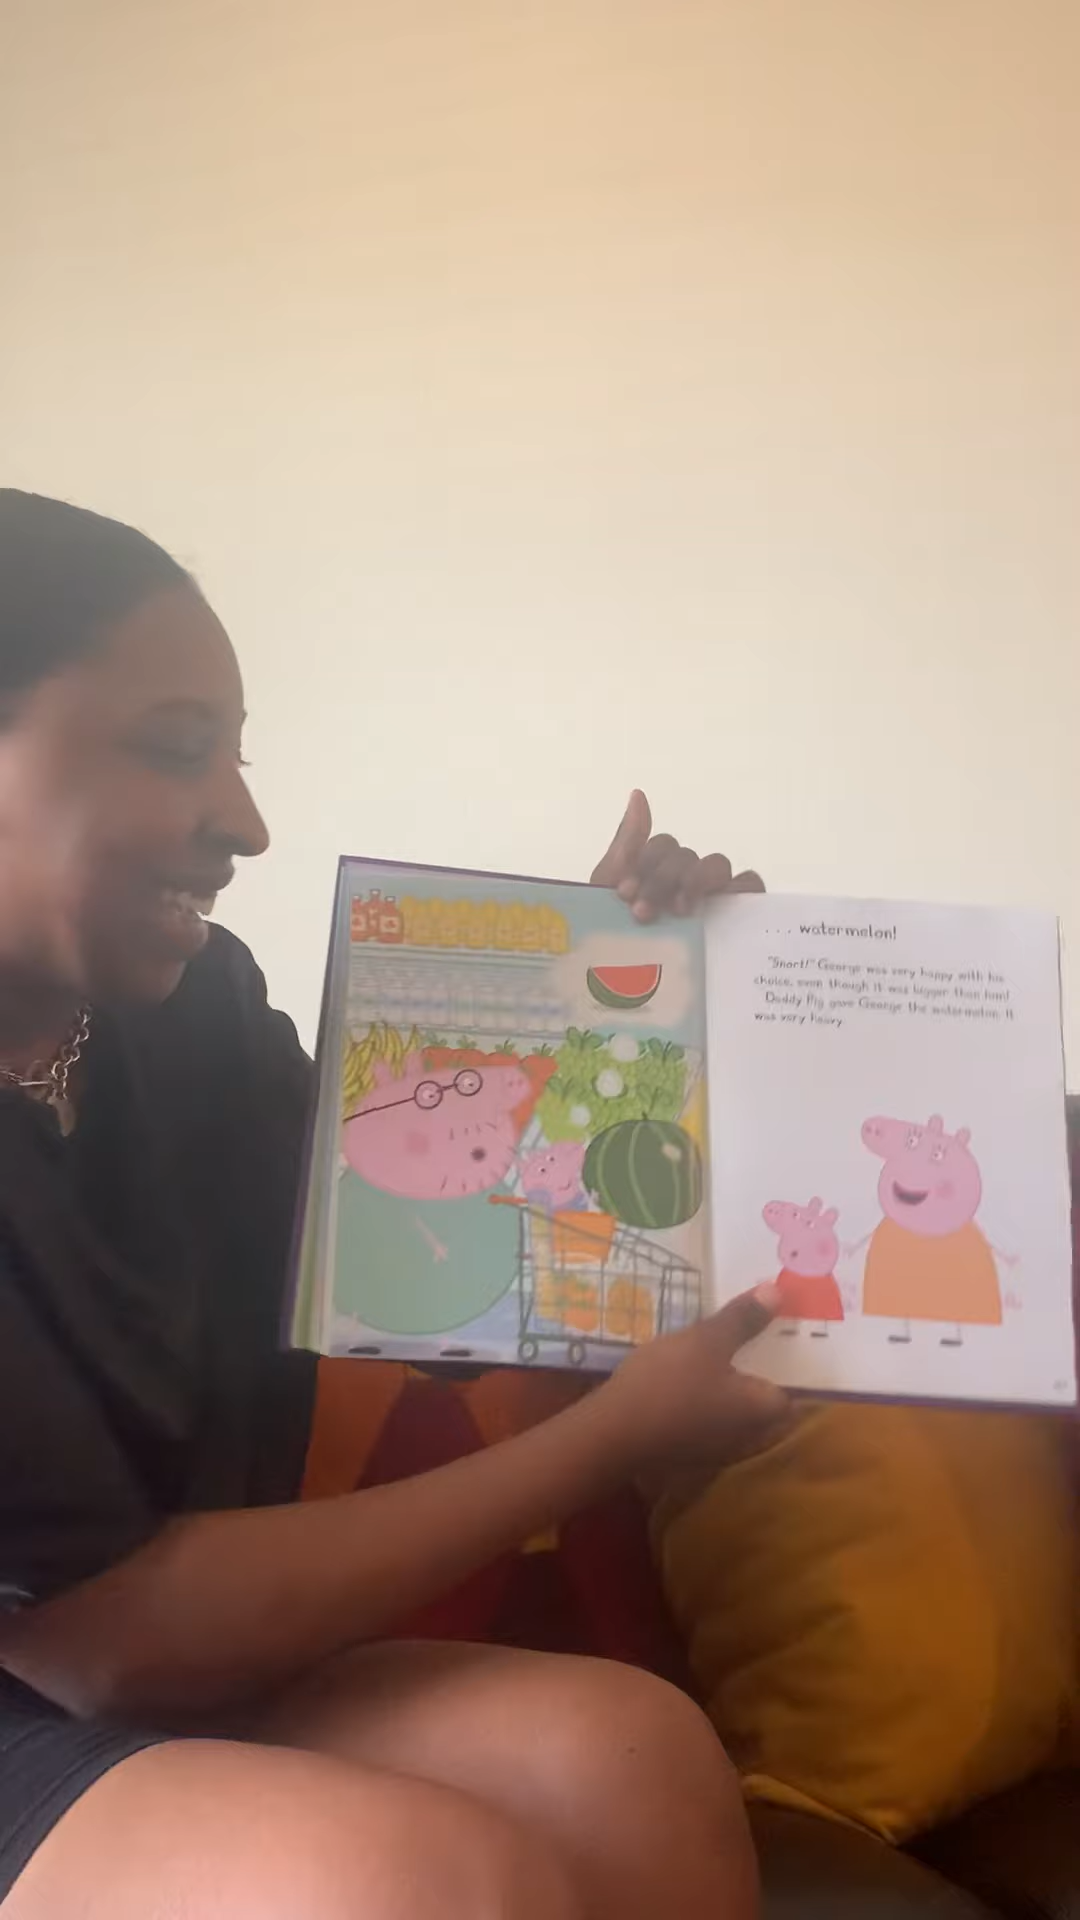 ... watermelon!
"Snort!" George was very happy with his
choice, even though it was bigger than him!
Daddy Pig gave George the watermelon. It
was very heavy.